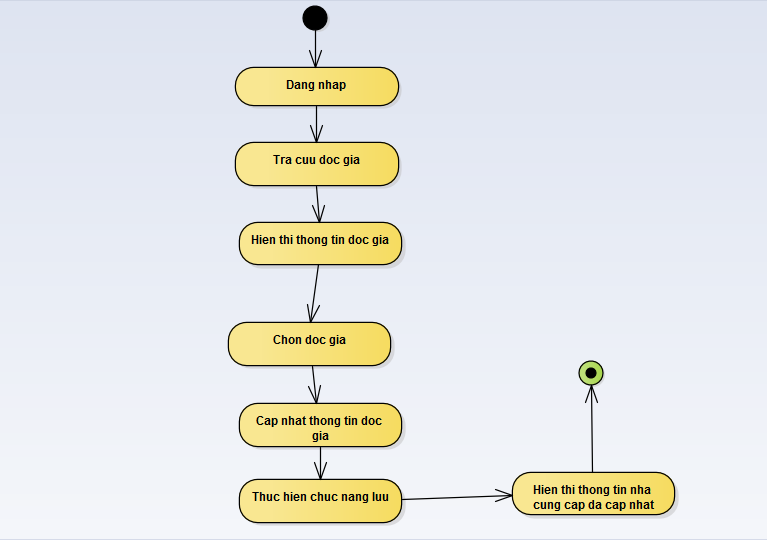 Dang nhap
Tra cuu doc gia
Hien thi thong tin doc gia
Chon doc gia
Cap nhat thong tin doc
gia
Thuc hien chuc nang luu
Hien thi thong tin nha
cung cap da cap nhat